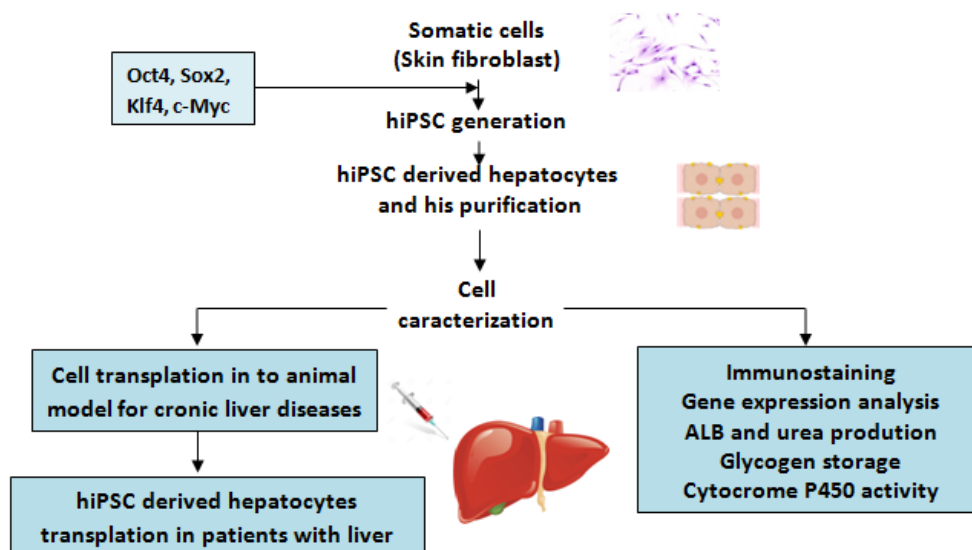 Somatic cells
(Skin fibroblast)
Oct4, Sox2,
Klf4, c-Myc
hiPSC generation
hiPSC derived hepatocytes
and his purification
Cell
caracterization
Cell transplation in to animal
model for cronic liver diseases
hiPSC derived hepatocytes
transplation in patients with liver
Immunostaining
Gene expression analysis
ALB and urea prodution
Glycogen storage
Cytocrome P450 activity